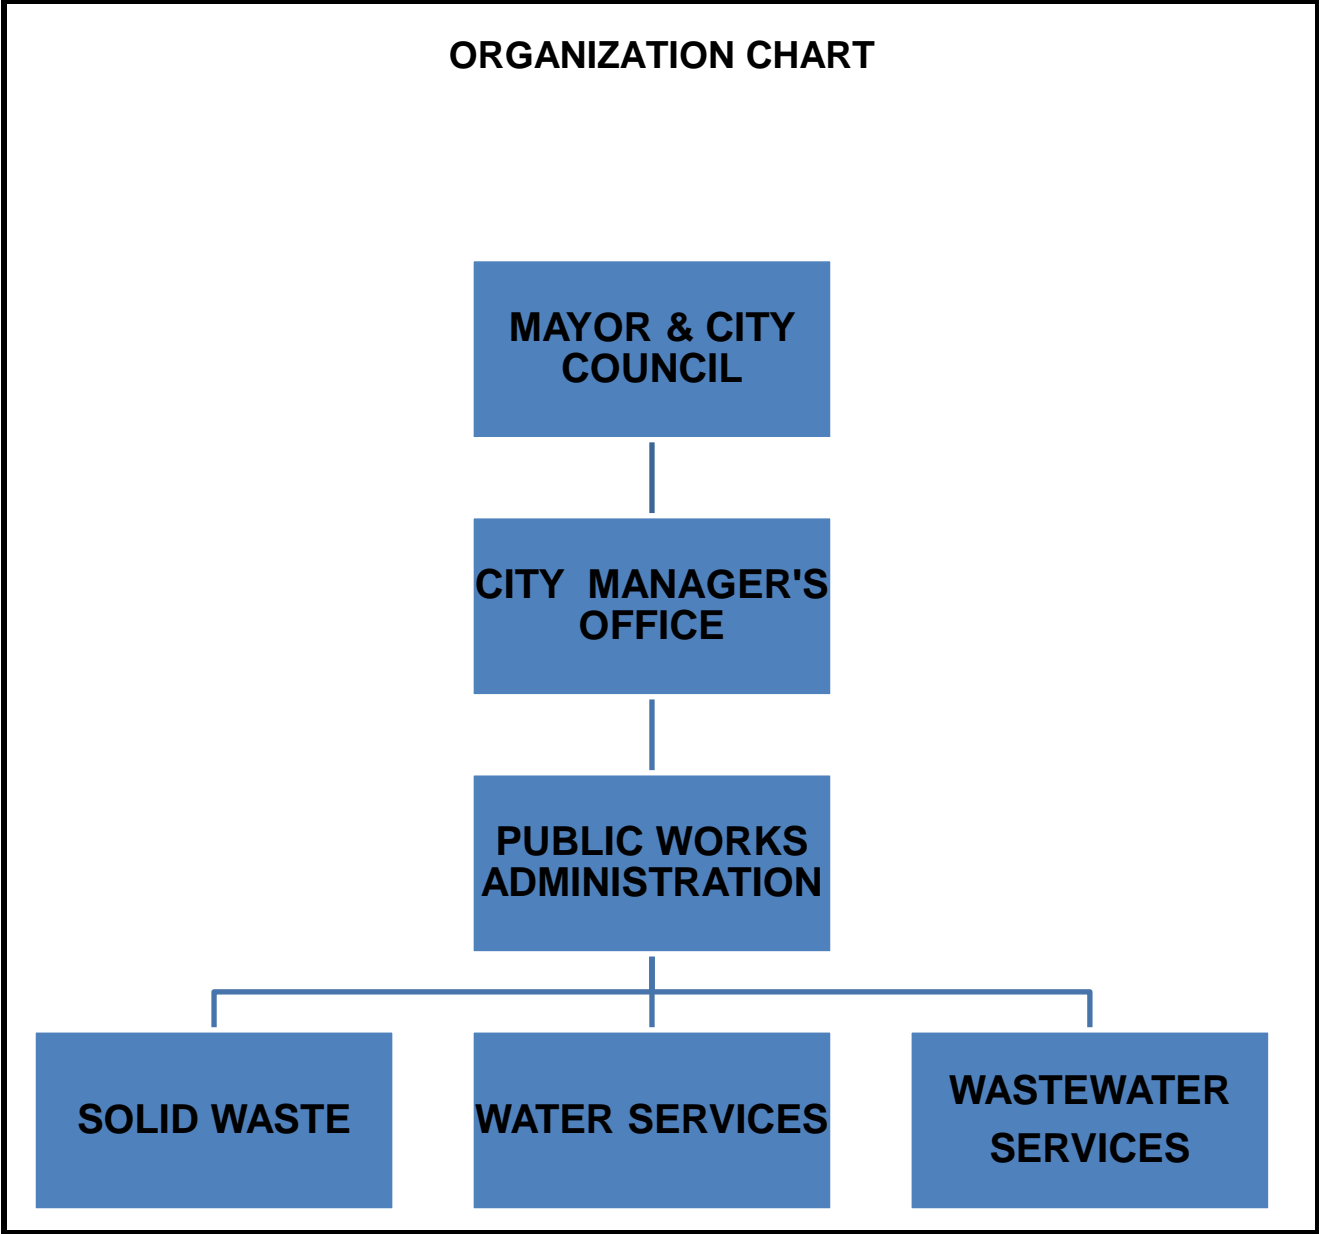 ORGANIZATION CHART
MAYOR & CITY
COUNCIL
CITY  MANAGER'S
OFFICE
PUBLIC WORKS
ADMINISTRATION
SOLID WASTE
WATER SERVICES
WASTEWATER
SERVICES